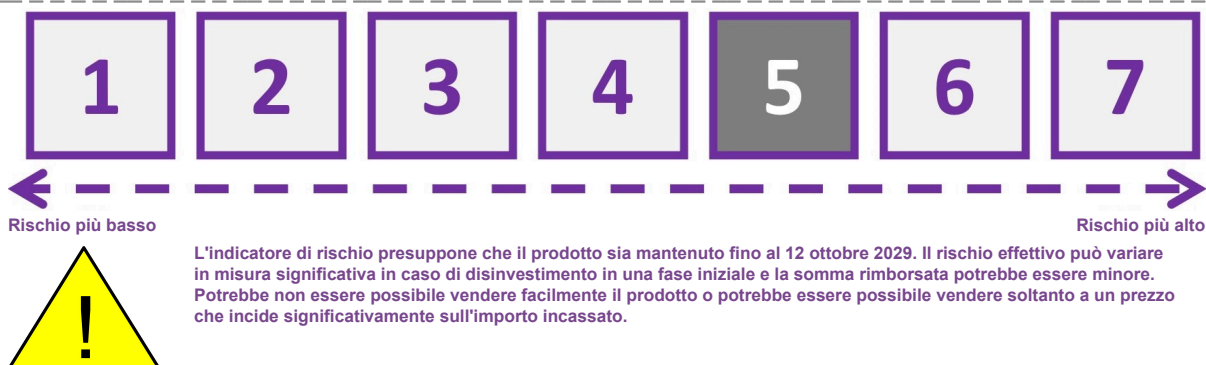 1 2 3 4 5 6 7
Rischio più basso Rischio più alto
L'indicatore di rischio presuppone che il prodotto sia mantenuto fino al 12 ottobre 2029. Il rischio effettivo può variare
in misura significativa in caso di disinvestimento in una fase iniziale e la somma rimborsata potrebbe essere minore.
Potrebbe non essere possibile vendere facilmente il prodotto o potrebbe essere possibile vendere soltanto a un prezzo
che incide significativamente sull'importo incassato.
!